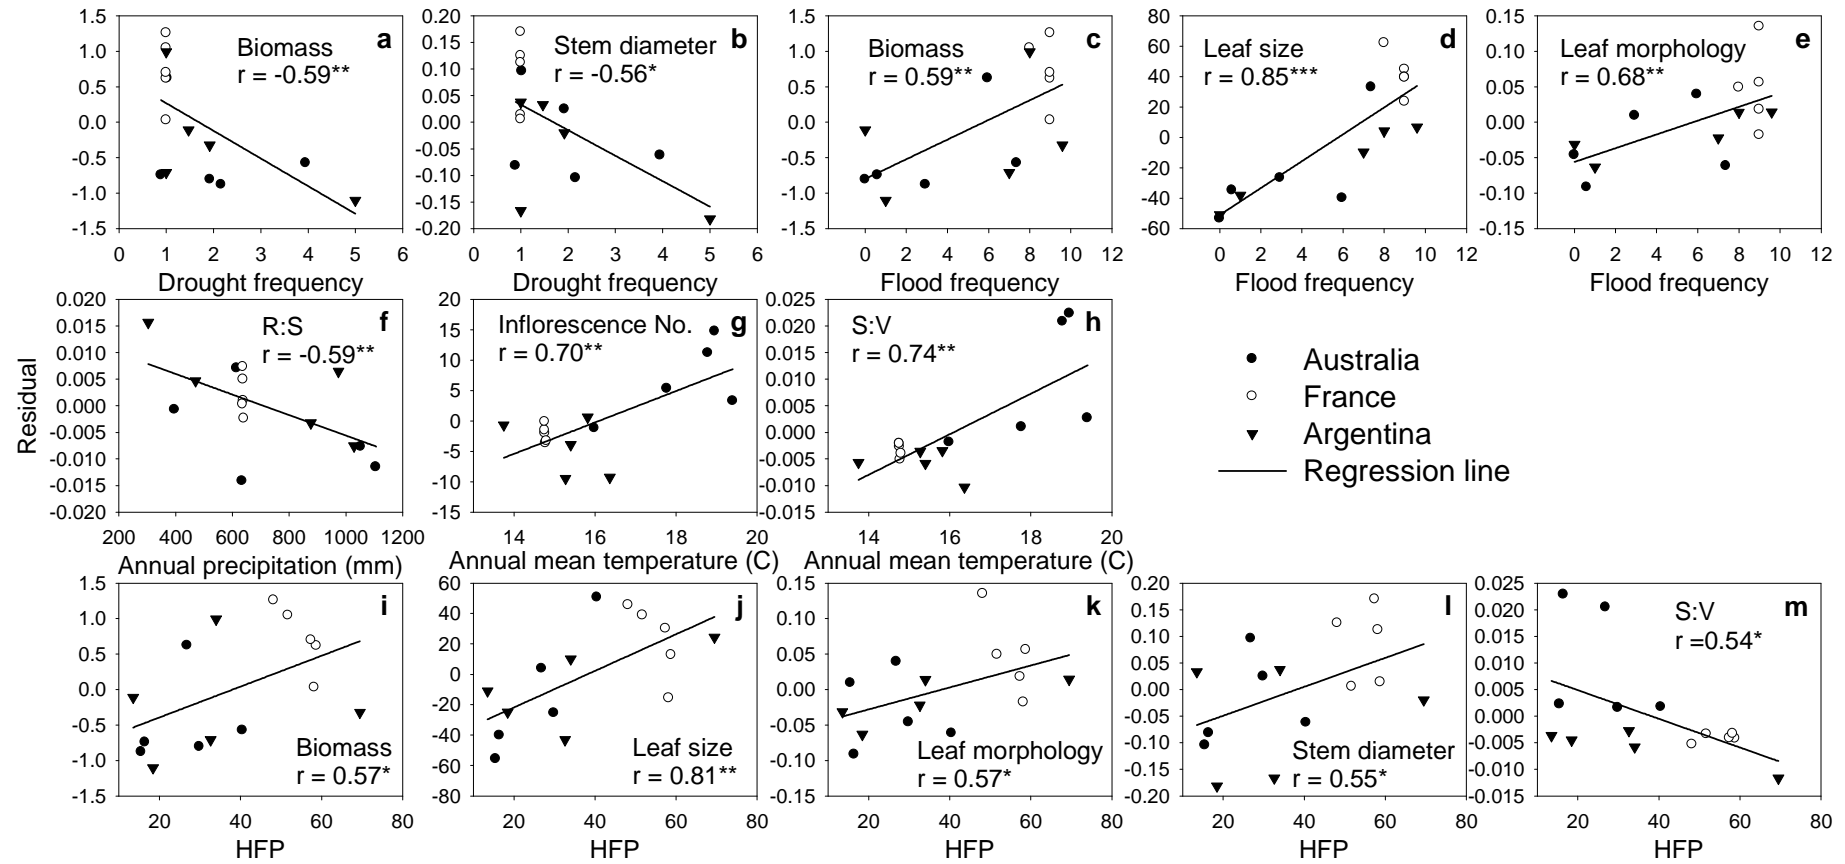 Residual
1.5
1.0
0.5
0.0
-0.5
-1.0
-1.5
Biomass a
r = -0.59**
0 1 2 3 4 5 6
Drought frequency
0.20
0.15
0.10
0.05
0.00
-0.05
-0.10
-0.15
-0.20
Stem diameter b
r = -0.56*
0 1 2 3 4 5 6
Drought frequency
1.5
1.0
0.5
0.0
-0.5
-1.0
-1.5
Biomass c
r = 0.59**
0 2 4 6 8 10 12
Flood frequency
80
60
40
20
0
-20
-40
-60
Leaf size d
r = 0.85***
0 2 4 6 8 10 12
Flood frequency
0.15
0.10
0.05
0.00
-0.05
-0.10
-0.15
Leaf morphology e
r = 0.68**
0 2 4 6 8 10 12
Flood frequency
0.020
0.015
0.010
0.005
0.000
-0.005
-0.010
-0.015
-0.020
R:S f
r = -0.59**
200 400 600 800 1000 1200
Annual precipitation (mm)
20
15
10
5
0
-5
-10
-15
Inflorescence No. g
r = 0.70**
14 16 18 20
Annual mean temperature (C)
0.025
0.020
0.015
0.010
0.005
0.000
-0.005
-0.010
-0.015
S:V h
r = 0.74**
14 16 18 20
Annual mean temperature (C)
Australia
France
Argentina
Regression line
1.5
1.0
0.5
0.0
-0.5
-1.0
-1.5
i
Biomass
r = 0.57*
20 40 60 80
HFP
60
40
20
0
-20
-40
-60
-80
j
Leaf size
r = 0.81**
20 40 60 80
HFP
0.15
0.10
0.05
0.00
-0.05
-0.10
-0.15
k
Leaf morphology
r = 0.57*
20 40 60 80
HFP
0.20
0.15
0.10
0.05
0.00
-0.05
-0.10
-0.15
-0.20
l
Stem diameter
r = 0.55*
20 40 60 80
HFP
0.025
0.020
0.015
0.010
0.005
0.000
-0.005
-0.010
-0.015
S:V m
r =0.54*
20 40 60 80
HFP